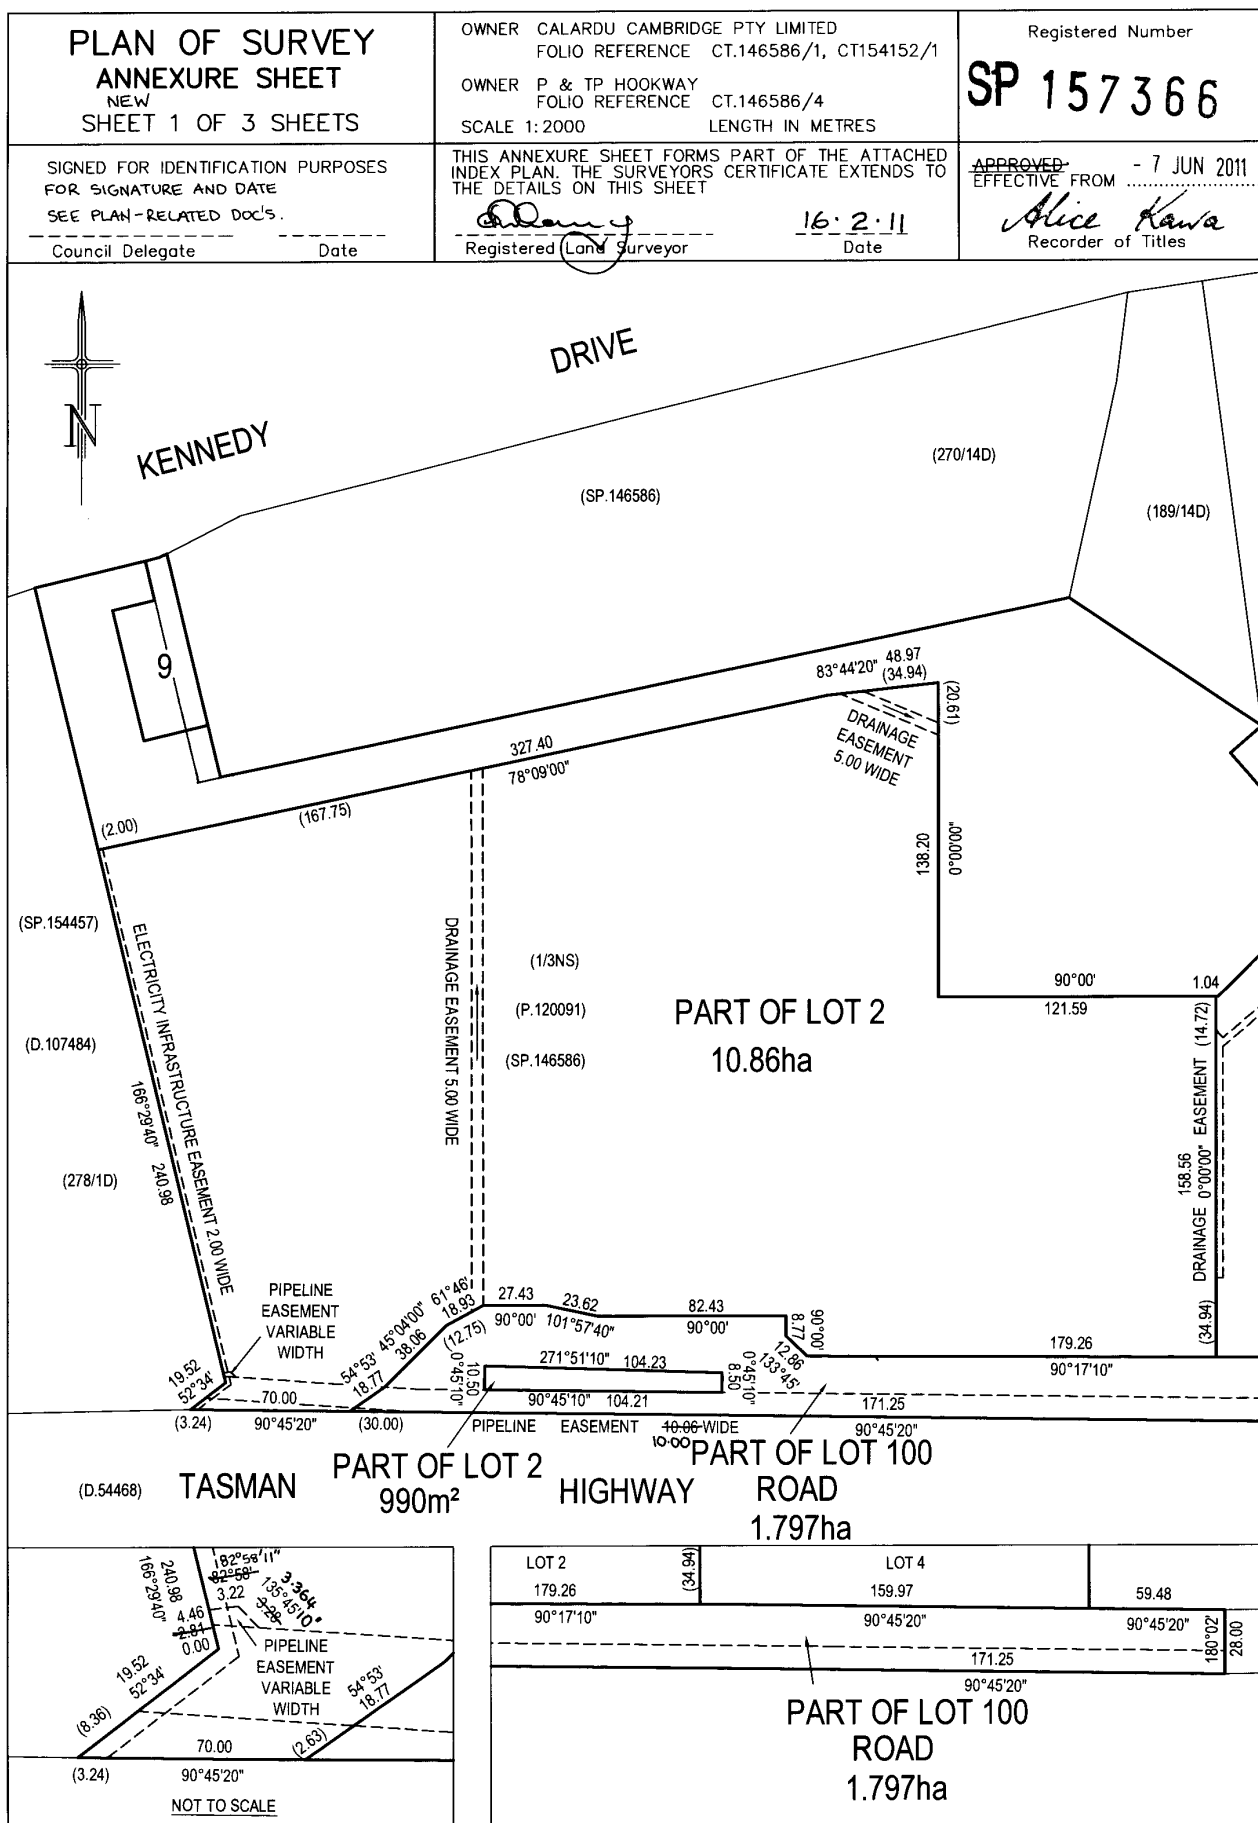 PLAN OF SURVEY
ANNEXURE SHEET
NEW
SHEET 1 OF 3 SHEETS
OWNER CALARDU CAMBRIDGE PTY LIMITED
FOLIO REFERENCE CT.146586/1, CT154152/1
OWNER P & TP HOOKWAY
FOLIO REFERENCE CT.146586/4
SCALE 1:2000 LENGTH IN METRES
Registered Number
SP 157366
SIGNED FOR IDENTIFICATION PURPOSES
FOR SIGNATURE AND DATE
SEE PLAN-RELATED DOC'S.
Council Delegate Date
THIS ANNEXURE SHEET FORMS PART OF THE ATTACHED
INDEX PLAN. THE SURVEYORS CERTIFICATE EXTENDS TO
THE DETAILS ON THIS SHEET
16·2·11
Registered Land Surveyor Date
APPROVED
EFFECTIVE FROM - 7 JUN 2011
Alice Kawa
Recorder of Titles
N
KENNEDY
DRIVE
(SP.146586)
(270/14D)
(189/14D)
9
83°44'20" 48.97
(34.94)
(20.61)
DRAINAGE
EASEMENT
5.00 WIDE
327.40
78°09'00"
(167.75)
(2.00)
138.20
0°00'00"
(SP.154457)
(D.107484)
(278/1D)
ELECTRICITY INFRASTRUCTURE EASEMENT 2.00 WIDE
166°29'40" 240.98
DRAINAGE EASEMENT 5.00 WIDE
(1/3NS)
(P.120091)
(SP.146586)
PART OF LOT 2
10.86ha
90°00'
1.04
121.59
(14.72)
DRAINAGE EASEMENT
158.56
0°00'00"
(34.94)
PIPELINE
EASEMENT
VARIABLE
WIDTH
19.52
52°34'
70.00
54°53'
18.77
45°04'00"
38.06
61°46'
18.93
(12.75)
27.43
90°00'
23.62
101°57'40"
82.43
90°00'
8.77
90°00'
12.86
133°45'
179.26
90°17'10"
0°45'10"
10.50
271°51'10" 104.23
90°45'10" 104.21
8.50
0°45'10"
171.25
90°45'20"
(3.24)
90°45'20"
(30.00)
PIPELINE EASEMENT 10.06 WIDE
10.00
PART OF LOT 2
990m²
PART OF LOT 100
ROAD
1.797ha
(D.54468)
TASMAN
HIGHWAY
240.98
166°29'40"
182°58'11"
82°58'
3.22
3.364
135°45'10"
3.28
4.46
2.81
0.00
PIPELINE
EASEMENT
VARIABLE
WIDTH
19.52
52°34'
(8.36)
54°53'
18.77
70.00
(2.63)
(3.24)
90°45'20"
NOT TO SCALE
LOT 2
(34.94)
LOT 4
179.26
159.97
59.48
90°17'10"
90°45'20"
90°45'20"
180°02'
28.00
171.25
90°45'20"
PART OF LOT 100
ROAD
1.797ha